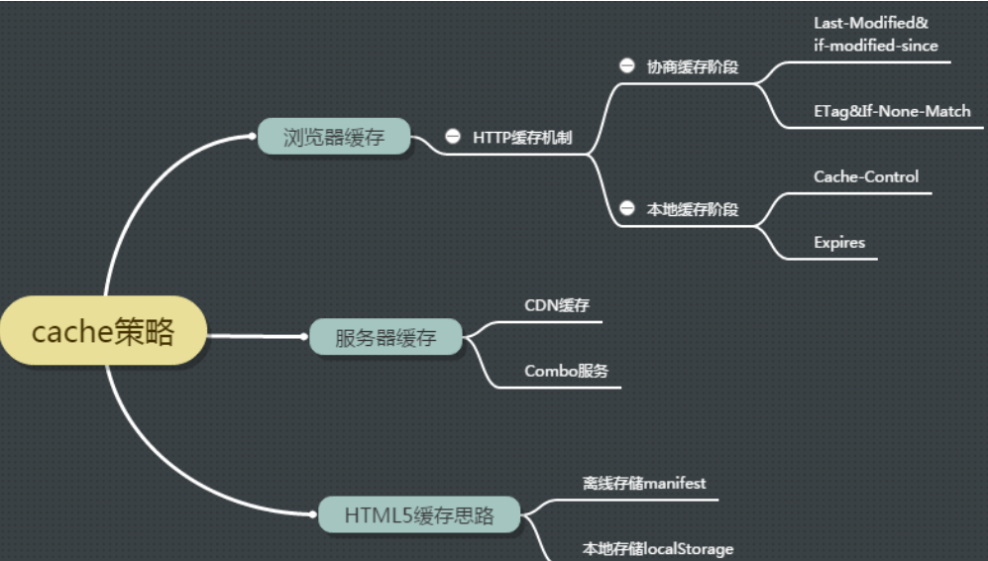 Last-Modified&
if-modified-since
协商缓存阶段
ETag&If-None-Match
浏览器缓存
HTTP缓存机制
Cache-Control
本地缓存阶段
Expires
cache策略
CDN缓存
服务器缓存
Combo服务
离线存储manifest
HTML5缓存思路
本地存储localStorage